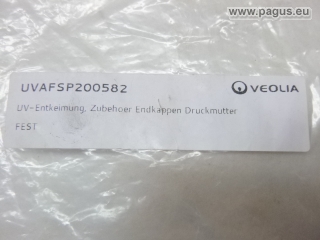 www.pagus.eu
UVAFSP200582
VEOLIA
UV-Entkeimung, Zubehoer Endkappen Druckmutter
FEST